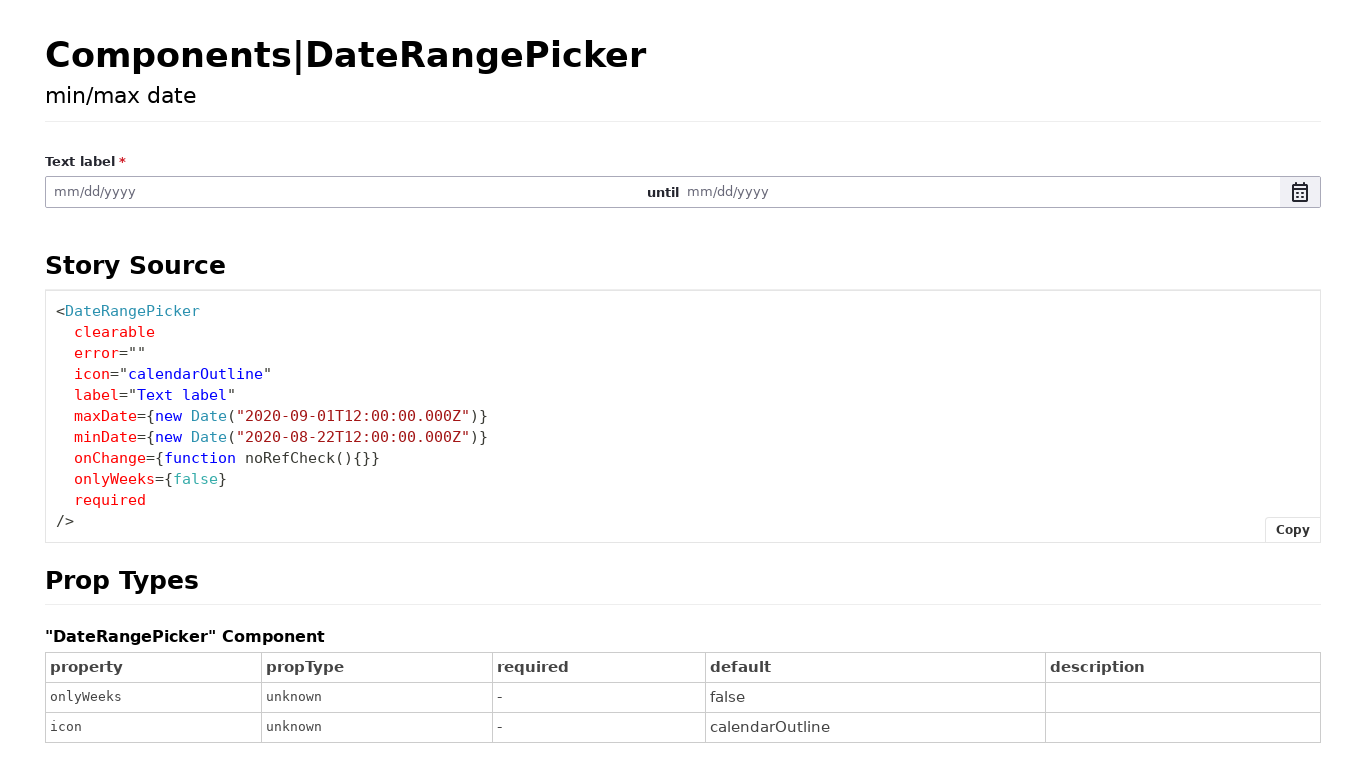 Components|DateRangePicker
min/max date
Text label *
mm/dd/yyyy until mm/dd/yyyy
Story Source
<DateRangePicker
  clearable
  error=""
  icon="calendarOutline"
  label="Text label"
  maxDate={new Date("2020-09-01T12:00:00.000Z")}
  minDate={new Date("2020-08-22T12:00:00.000Z")}
  onChange={function noRefCheck(){}}
  onlyWeeks={false}
  required
/>
Copy
Prop Types
"DateRangePicker" Component
property propType required default description
onlyWeeks unknown - false
icon unknown - calendarOutline